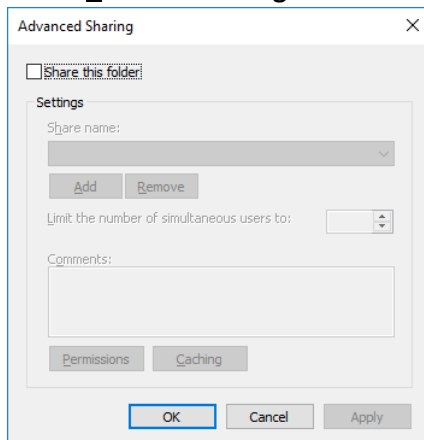 Advanced Sharing
Share this folder
Settings
Share name:
Add Remove
Limit the number of simultaneous users to:
Comments:
Permissions Caching
OK Cancel Apply